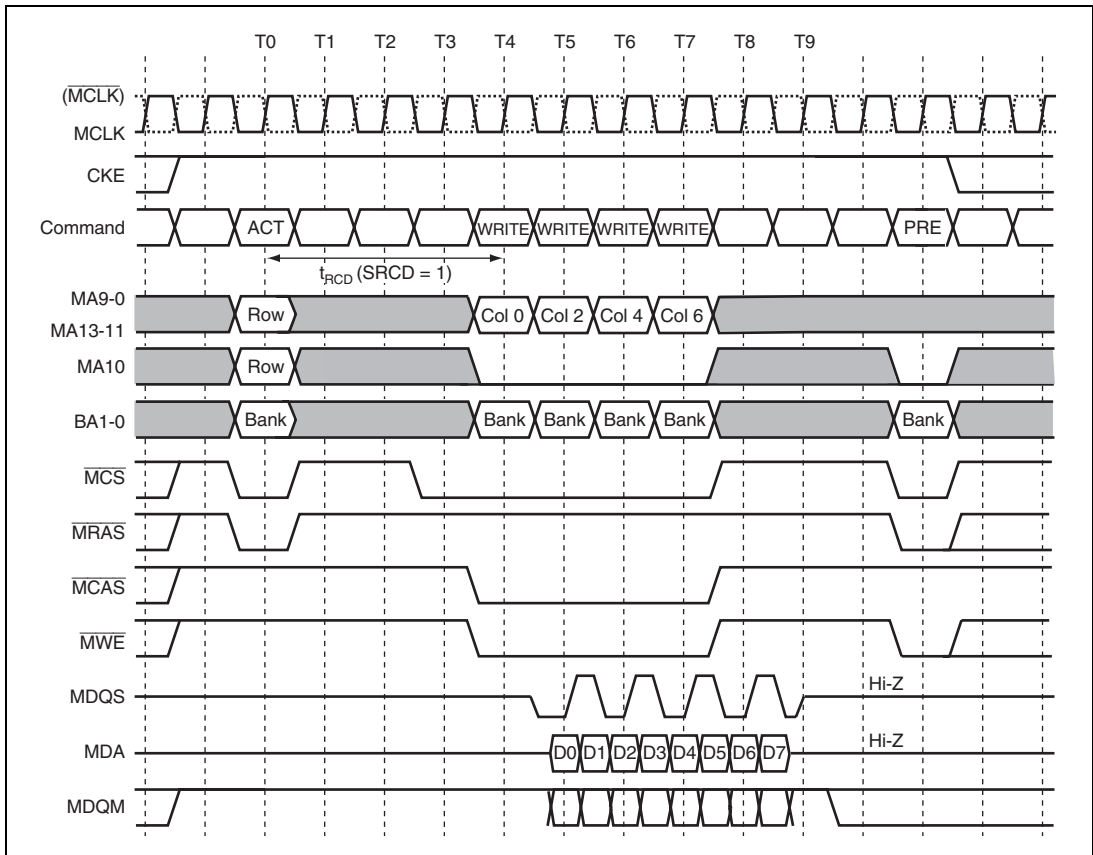 T0 T1 T2 T3 T4 T5 T6 T7 T8 T9
(MCLK)
MCLK
CKE
Command ACT WRITE WRITE WRITE WRITE PRE
tRCD (SRCD = 1)
MA9-0
MA13-11
Row Col 0 Col 2 Col 4 Col 6
MA10 Row
BA1-0 Bank Bank Bank Bank Bank Bank
MCS
MRAS
MCAS
MWE
MDQS Hi-Z
MDA D0 D1 D2 D3 D4 D5 D6 D7 Hi-Z
MDQM